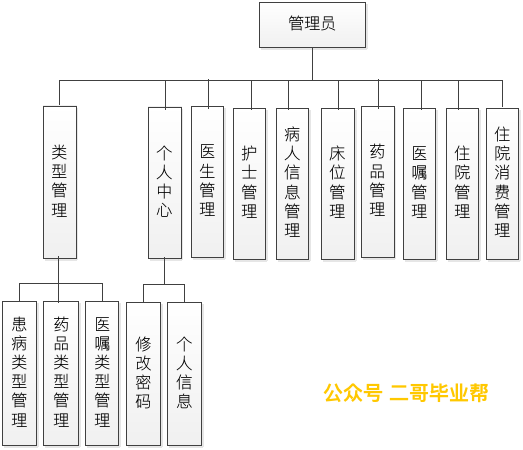 管理员
类型管理
个人中心
医生管理
护士管理
病人信息管理
床位管理
药品管理
医嘱管理
住院管理
住院消费管理
患病类型管理
药品类型管理
医嘱类型管理
修改密码
个人信息
公众号 二哥毕业帮